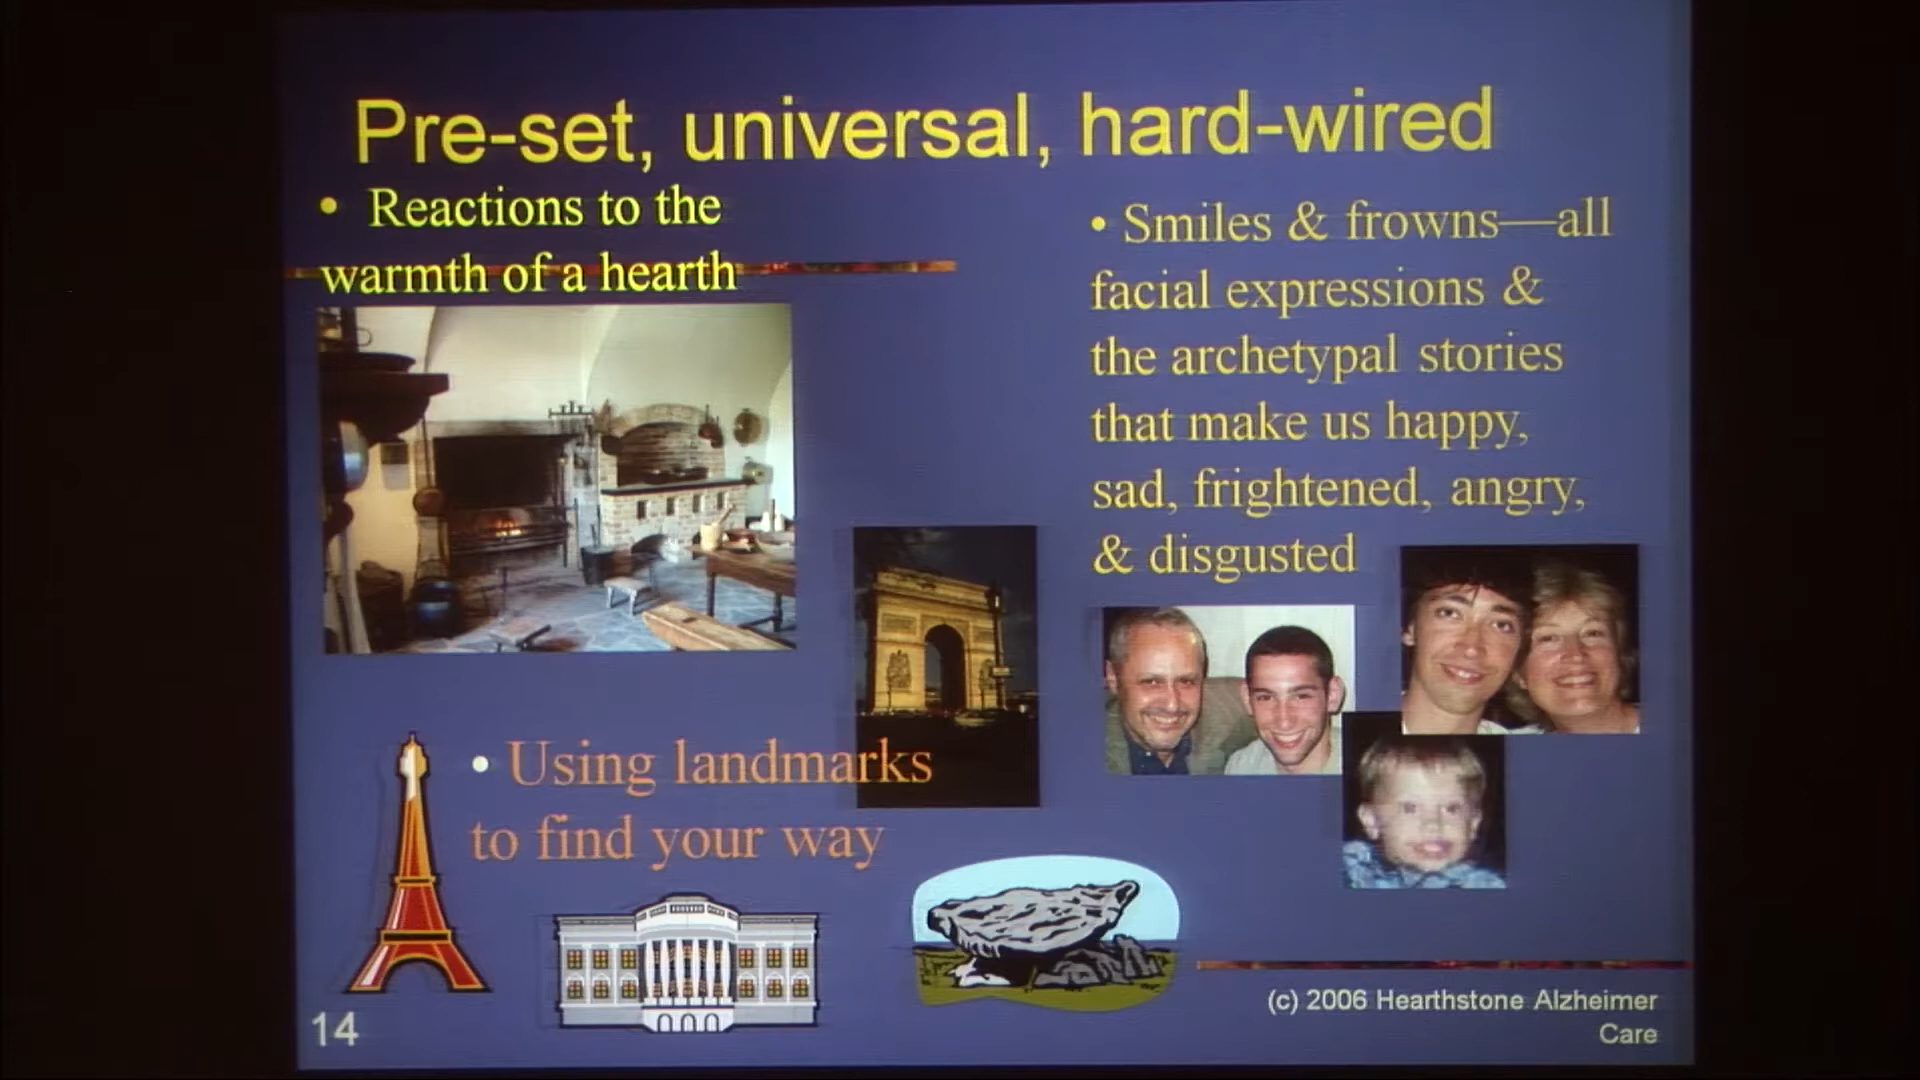 Pre-set, universal, hard-wired
• Reactions to the
warmth of a hearth
• Smiles & frowns—all
facial expressions &
the archetypal stories
that make us happy,
sad, frightened, angry,
& disgusted
• Using landmarks
to find your way
14
(c) 2006 Hearthstone Alzheimer
Care